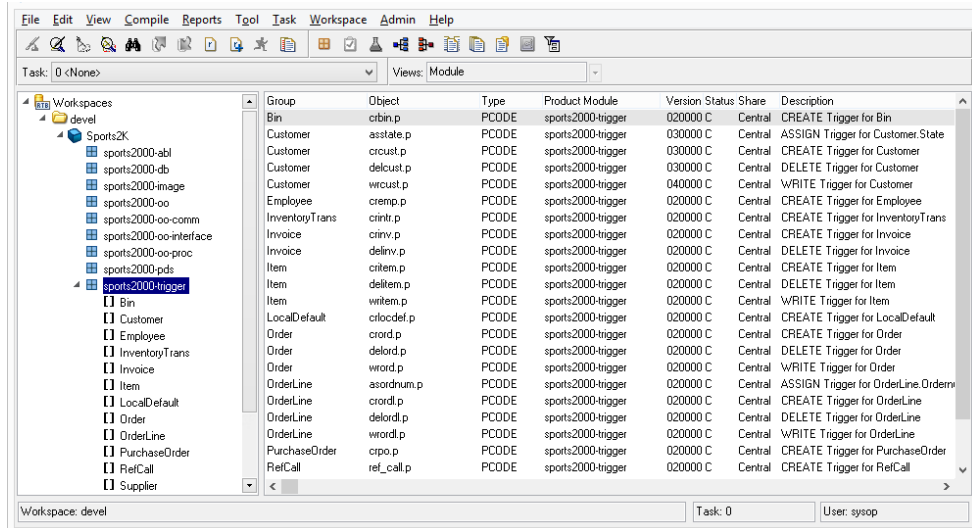 File Edit View Compile Reports Tool Task Workspace Admin Help
Task: 0 <None> Views: Module
RTB Workspaces
devel
Sports2K
sports2000-abl
sports2000-db
sports2000-image
sports2000-oo
sports2000-oo-comm
sports2000-oo-interface
sports2000-oo-proc
sports2000-pds
sports2000-trigger
[] Bin
[] Customer
[] Employee
[] InventoryTrans
[] Invoice
[] Item
[] LocalDefault
[] Order
[] OrderLine
[] PurchaseOrder
[] RefCall
[] Supplier
Group Object Type Product Module Version Status Share Description
Bin crbin.p PCODE sports2000-trigger 020000 C Central CREATE Trigger for Bin
Customer asstate.p PCODE sports2000-trigger 030000 C Central ASSIGN Trigger for Customer.State
Customer crcust.p PCODE sports2000-trigger 030000 C Central CREATE Trigger for Customer
Customer delcust.p PCODE sports2000-trigger 030000 C Central DELETE Trigger for Customer
Customer wrcust.p PCODE sports2000-trigger 040000 C Central WRITE Trigger for Customer
Employee cremp.p PCODE sports2000-trigger 020000 C Central CREATE Trigger for Employee
InventoryTrans crintr.p PCODE sports2000-trigger 020000 C Central CREATE Trigger for InventoryTrans
Invoice crinv.p PCODE sports2000-trigger 020000 C Central CREATE Trigger for Invoice
Invoice delinv.p PCODE sports2000-trigger 020000 C Central DELETE Trigger for Invoice
Item critem.p PCODE sports2000-trigger 020000 C Central CREATE Trigger for Item
Item delitem.p PCODE sports2000-trigger 020000 C Central DELETE Trigger for Item
Item writem.p PCODE sports2000-trigger 020000 C Central WRITE Trigger for Item
LocalDefault crlocdef.p PCODE sports2000-trigger 020000 C Central CREATE Trigger for LocalDefault
Order crord.p PCODE sports2000-trigger 020000 C Central CREATE Trigger for Order
Order delord.p PCODE sports2000-trigger 020000 C Central DELETE Trigger for Order
Order wrord.p PCODE sports2000-trigger 020000 C Central WRITE Trigger for Order
OrderLine asordnum.p PCODE sports2000-trigger 020000 C Central ASSIGN Trigger for OrderLine.Ordern
OrderLine crordl.p PCODE sports2000-trigger 020000 C Central CREATE Trigger for OrderLine
OrderLine delordl.p PCODE sports2000-trigger 020000 C Central DELETE Trigger for OrderLine
OrderLine wrordl.p PCODE sports2000-trigger 020000 C Central WRITE Trigger for OrderLine
PurchaseOrder crpo.p PCODE sports2000-trigger 020000 C Central CREATE Trigger for PurchaseOrder
RefCall ref_call.p PCODE sports2000-trigger 020000 C Central CREATE Trigger for RefCall
Workspace: devel Task: 0 User: sysop